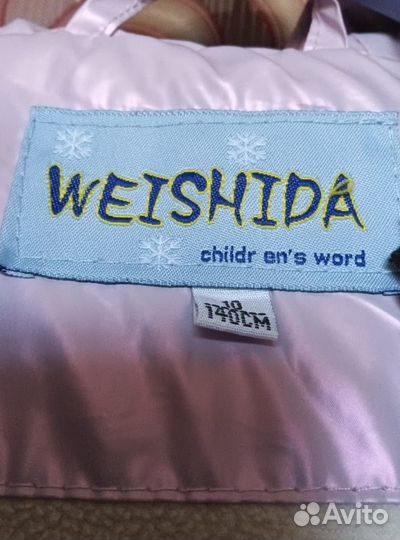 WEISHIDA
childr en's word
10
140CM
Avito